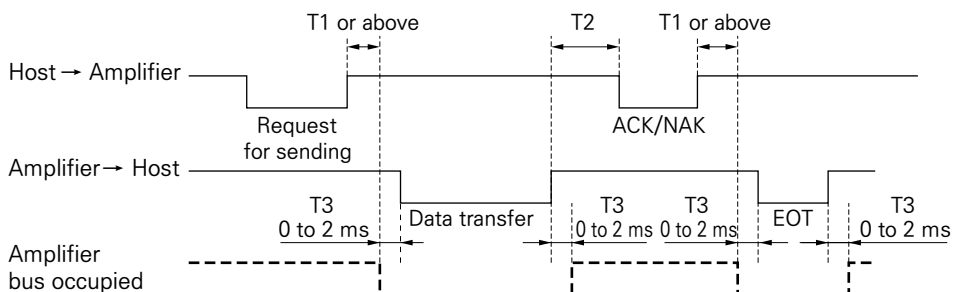 T1 or above T2 T1 or above
Host → Amplifier
Request
for sending
ACK/NAK
Amplifier → Host
Data transfer
EOT
T3
0 to 2 ms
T3
0 to 2 ms
T3
0 to 2 ms
T3
0 to 2 ms
Amplifier
bus occupied